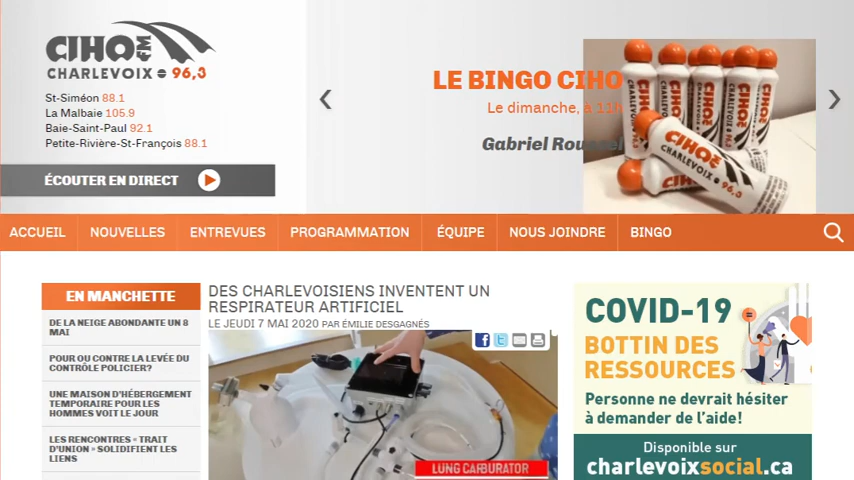 CIHO FM
CHARLEVOIX 96,3
St-Siméon 88.1
La Malbaie 105.9
Baie-Saint-Paul 92.1
Petite-Rivière-St-François 88.1
ÉCOUTER EN DIRECT
LE BINGO CIHO
Le dimanche, à 11h
Gabriel Roussel
CIHO FM
CHARLEVOIX 96,3
ACCUEIL
NOUVELLES
ENTREVUES
PROGRAMMATION
ÉQUIPE
NOUS JOINDRE
BINGO
EN MANCHETTE
DE LA NEIGE ABONDANTE UN 8
MAI
POUR OU CONTRE LA LEVÉE DU
CONTRÔLE POLICIER?
UNE MAISON D'HÉBERGEMENT
TEMPORAIRE POUR LES
HOMMES VOIT LE JOUR
LES RENCONTRES « TRAIT
D'UNION » SOLIDIFIENT LES
LIENS
DES CHARLEVOISIENS INVENTENT UN
RESPIRATEUR ARTIFICIEL
LE JEUDI 7 MAI 2020 PAR ÉMILIE DESGAGNÉS
LUNG CARBURATOR
COVID-19
BOTTIN DES
RESSOURCES
Personne ne devrait hésiter
à demander de l'aide!
Disponible sur
charlevoixsocial.ca